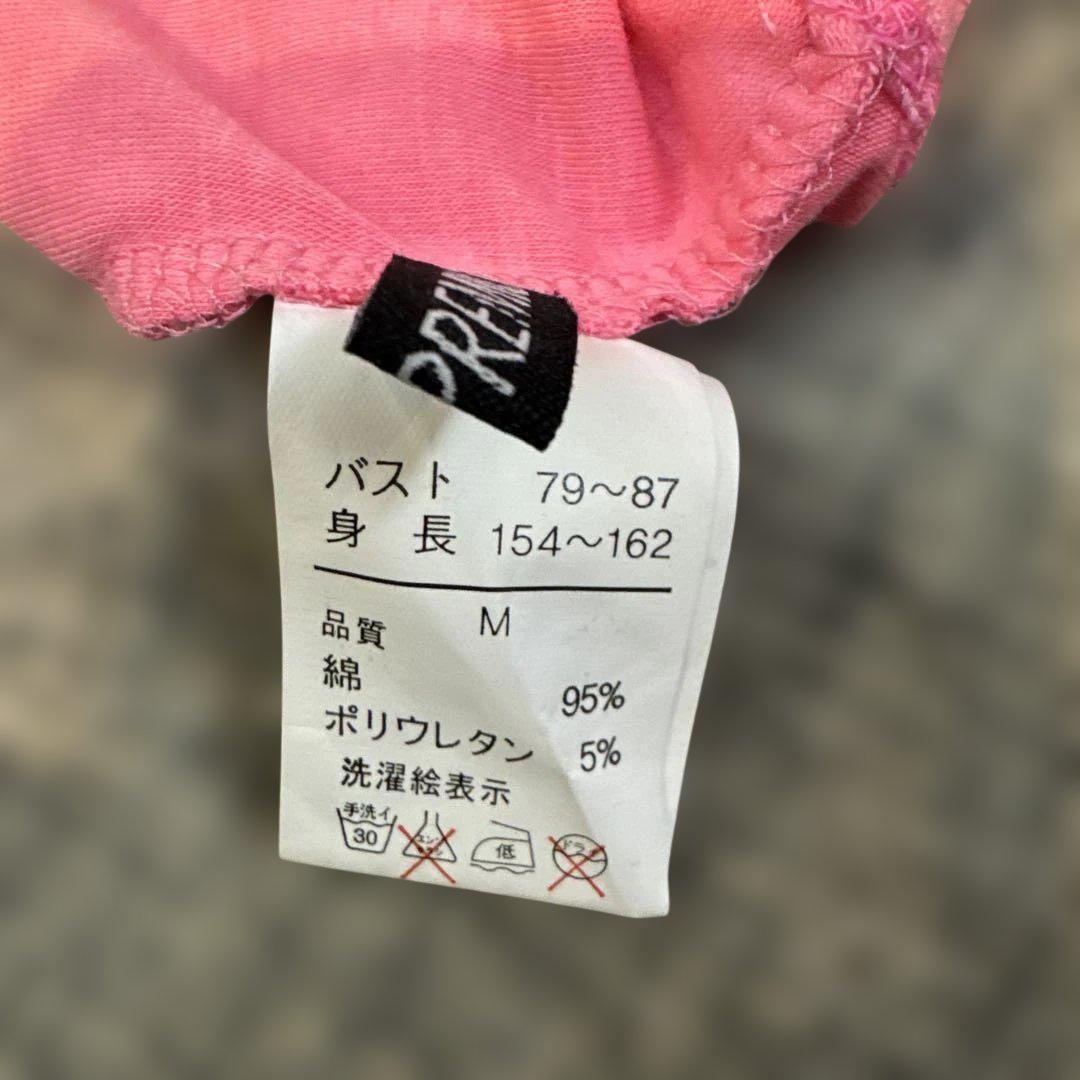 PREM
バスト 79～87
身 長 154～162
M
品質
綿 95%
ポリウレタン 5%
洗濯絵表示
手洗イ
30
低